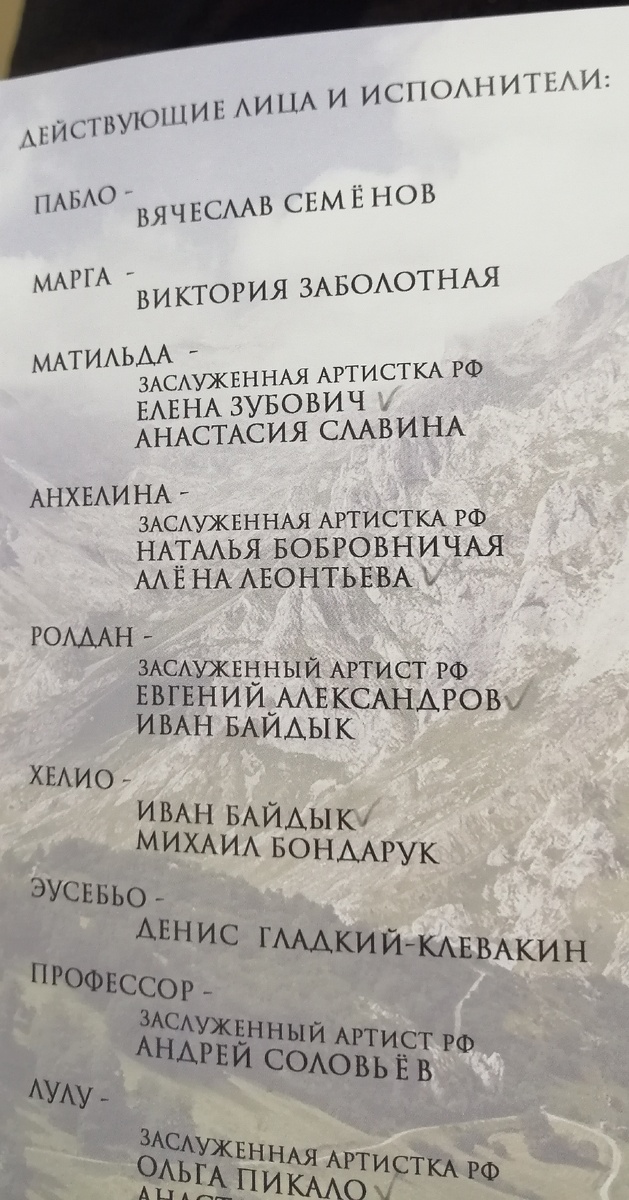 ДЕЙСТВУЮЩИЕ ЛИЦА И ИСПОЛНИТЕЛИ:
ПАБЛО -
ВЯЧЕСЛАВ СЕМЁНОВ
МАРГА -
ВИКТОРИЯ ЗАБОЛОТНАЯ
МАТИЛЬДА -
ЗАСЛУЖЕННАЯ АРТИСТКА РФ
ЕЛЕНА ЗУБОВИЧ ✓
АНАСТАСИЯ СЛАВИНА
АНХЕЛИНА -
ЗАСЛУЖЕННАЯ АРТИСТКА РФ
НАТАЛЬЯ БОБРОВНИЧАЯ
АЛЁНА ЛЕОНТЬЕВА ✓
РОЛДАН -
ЗАСЛУЖЕННЫЙ АРТИСТ РФ
ЕВГЕНИЙ АЛЕКСАНДРОВ ✓
ИВАН БАЙДЫК
ХЕЛИО -
ИВАН БАЙДЫК ✓
МИХАИЛ БОНДАРУК
ЭУСЕБЬО -
ДЕНИС ГЛАДКИЙ-КЛЕВАКИН
ПРОФЕССОР -
ЗАСЛУЖЕННЫЙ АРТИСТ РФ
АНДРЕЙ СОЛОВЬЁВ
ЛУЛУ -
ЗАСЛУЖЕННАЯ АРТИСТКА РФ
ОЛЬГА ПИКАЛО ✓